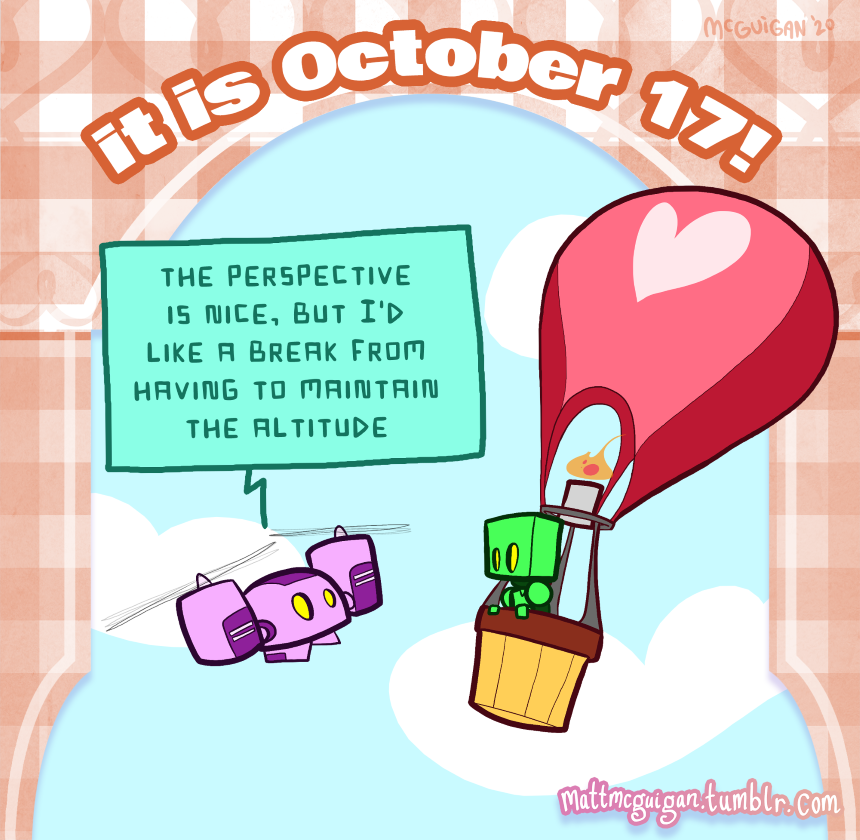 McGUiGAN '20
it is October 17!
THE PERSPECTIVE
IS NICE, BUT I'D
LIKE A BREAK FROM
HAVING TO MAINTAIN
THE ALTITUDE
mattmcguigan.tumblr.com